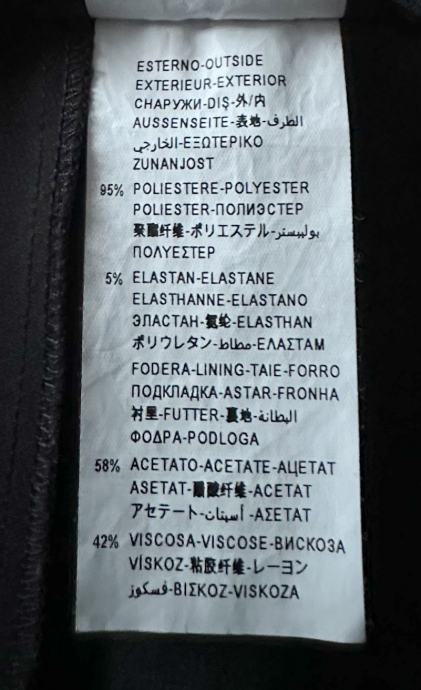 ESTERNO-OUTSIDE
EXTERIEUR-EXTERIOR
СНАРУЖИ-DIŞ-外/内
AUSSENSEITE-表地-الطرف
الخارجي-ΕΞΩΤΕΡΙΚΟ
ZUNANJOST
95% POLIESTERE-POLYESTER
POLIESTER-ПОЛИЭСТЕР
聚酯纤维-ポリエステル-بوليستر
ΠΟΛΥΕΣΤΕΡ
5% ELASTAN-ELASTANE
ELASTHANNE-ELASTANO
ЭЛАСТАН-氨纶-ELASTHAN
ポリウレタン-مطاط-ΕΛΑΣΤΑΜ
FODERA-LINING-TAIE-FORRO
ПОДКЛАДКА-ASTAR-FRONHA
衬里-FUTTER-裏地-البطانة
ΦΟΔΡΑ-PODLOGA
58% ACETATO-ACETATE-АЦЕТАТ
ASETAT-醋酸纤维-ACETAT
アセテート-أسيتات-ΑΣΕΤΑΤ
42% VISCOSA-VISCOSE-ВИСКОЗА
VİSKOZ-粘胶纤维-レーヨン
فسكوز-ΒΙΣΚΟΖ-VISKOZA